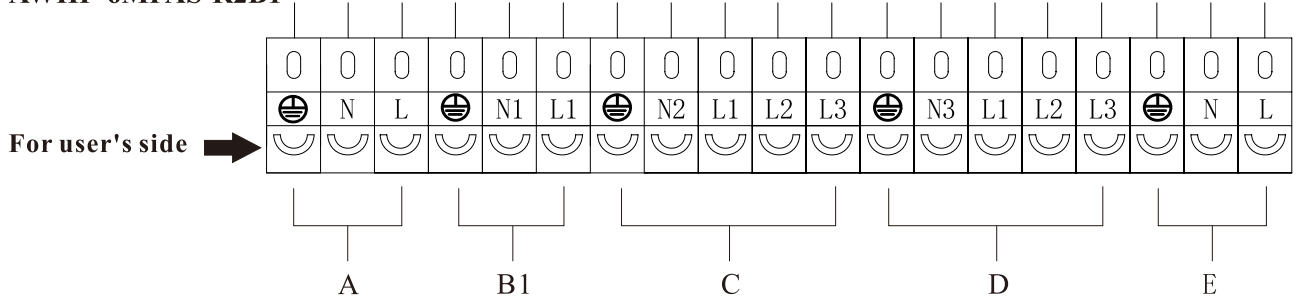 N L N1 L1 N2 L1 L2 L3 N3 L1 L2 L3 N L
For user's side
A B1 C D E